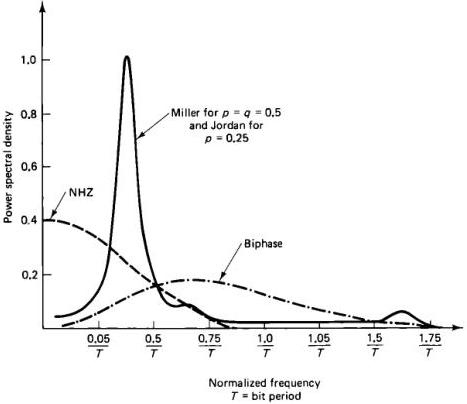 1,0
Miller for p = q = 0,5
and Jordan for
p = 0,25
0.8
0,6
Power spectral density
NHZ
0.4
Biphase
0,2
0,05
T
0.5
T
0,75
T
1,0
T
1,05
T
1.5
T
1.75
T
Normalized frequency
T = bit period